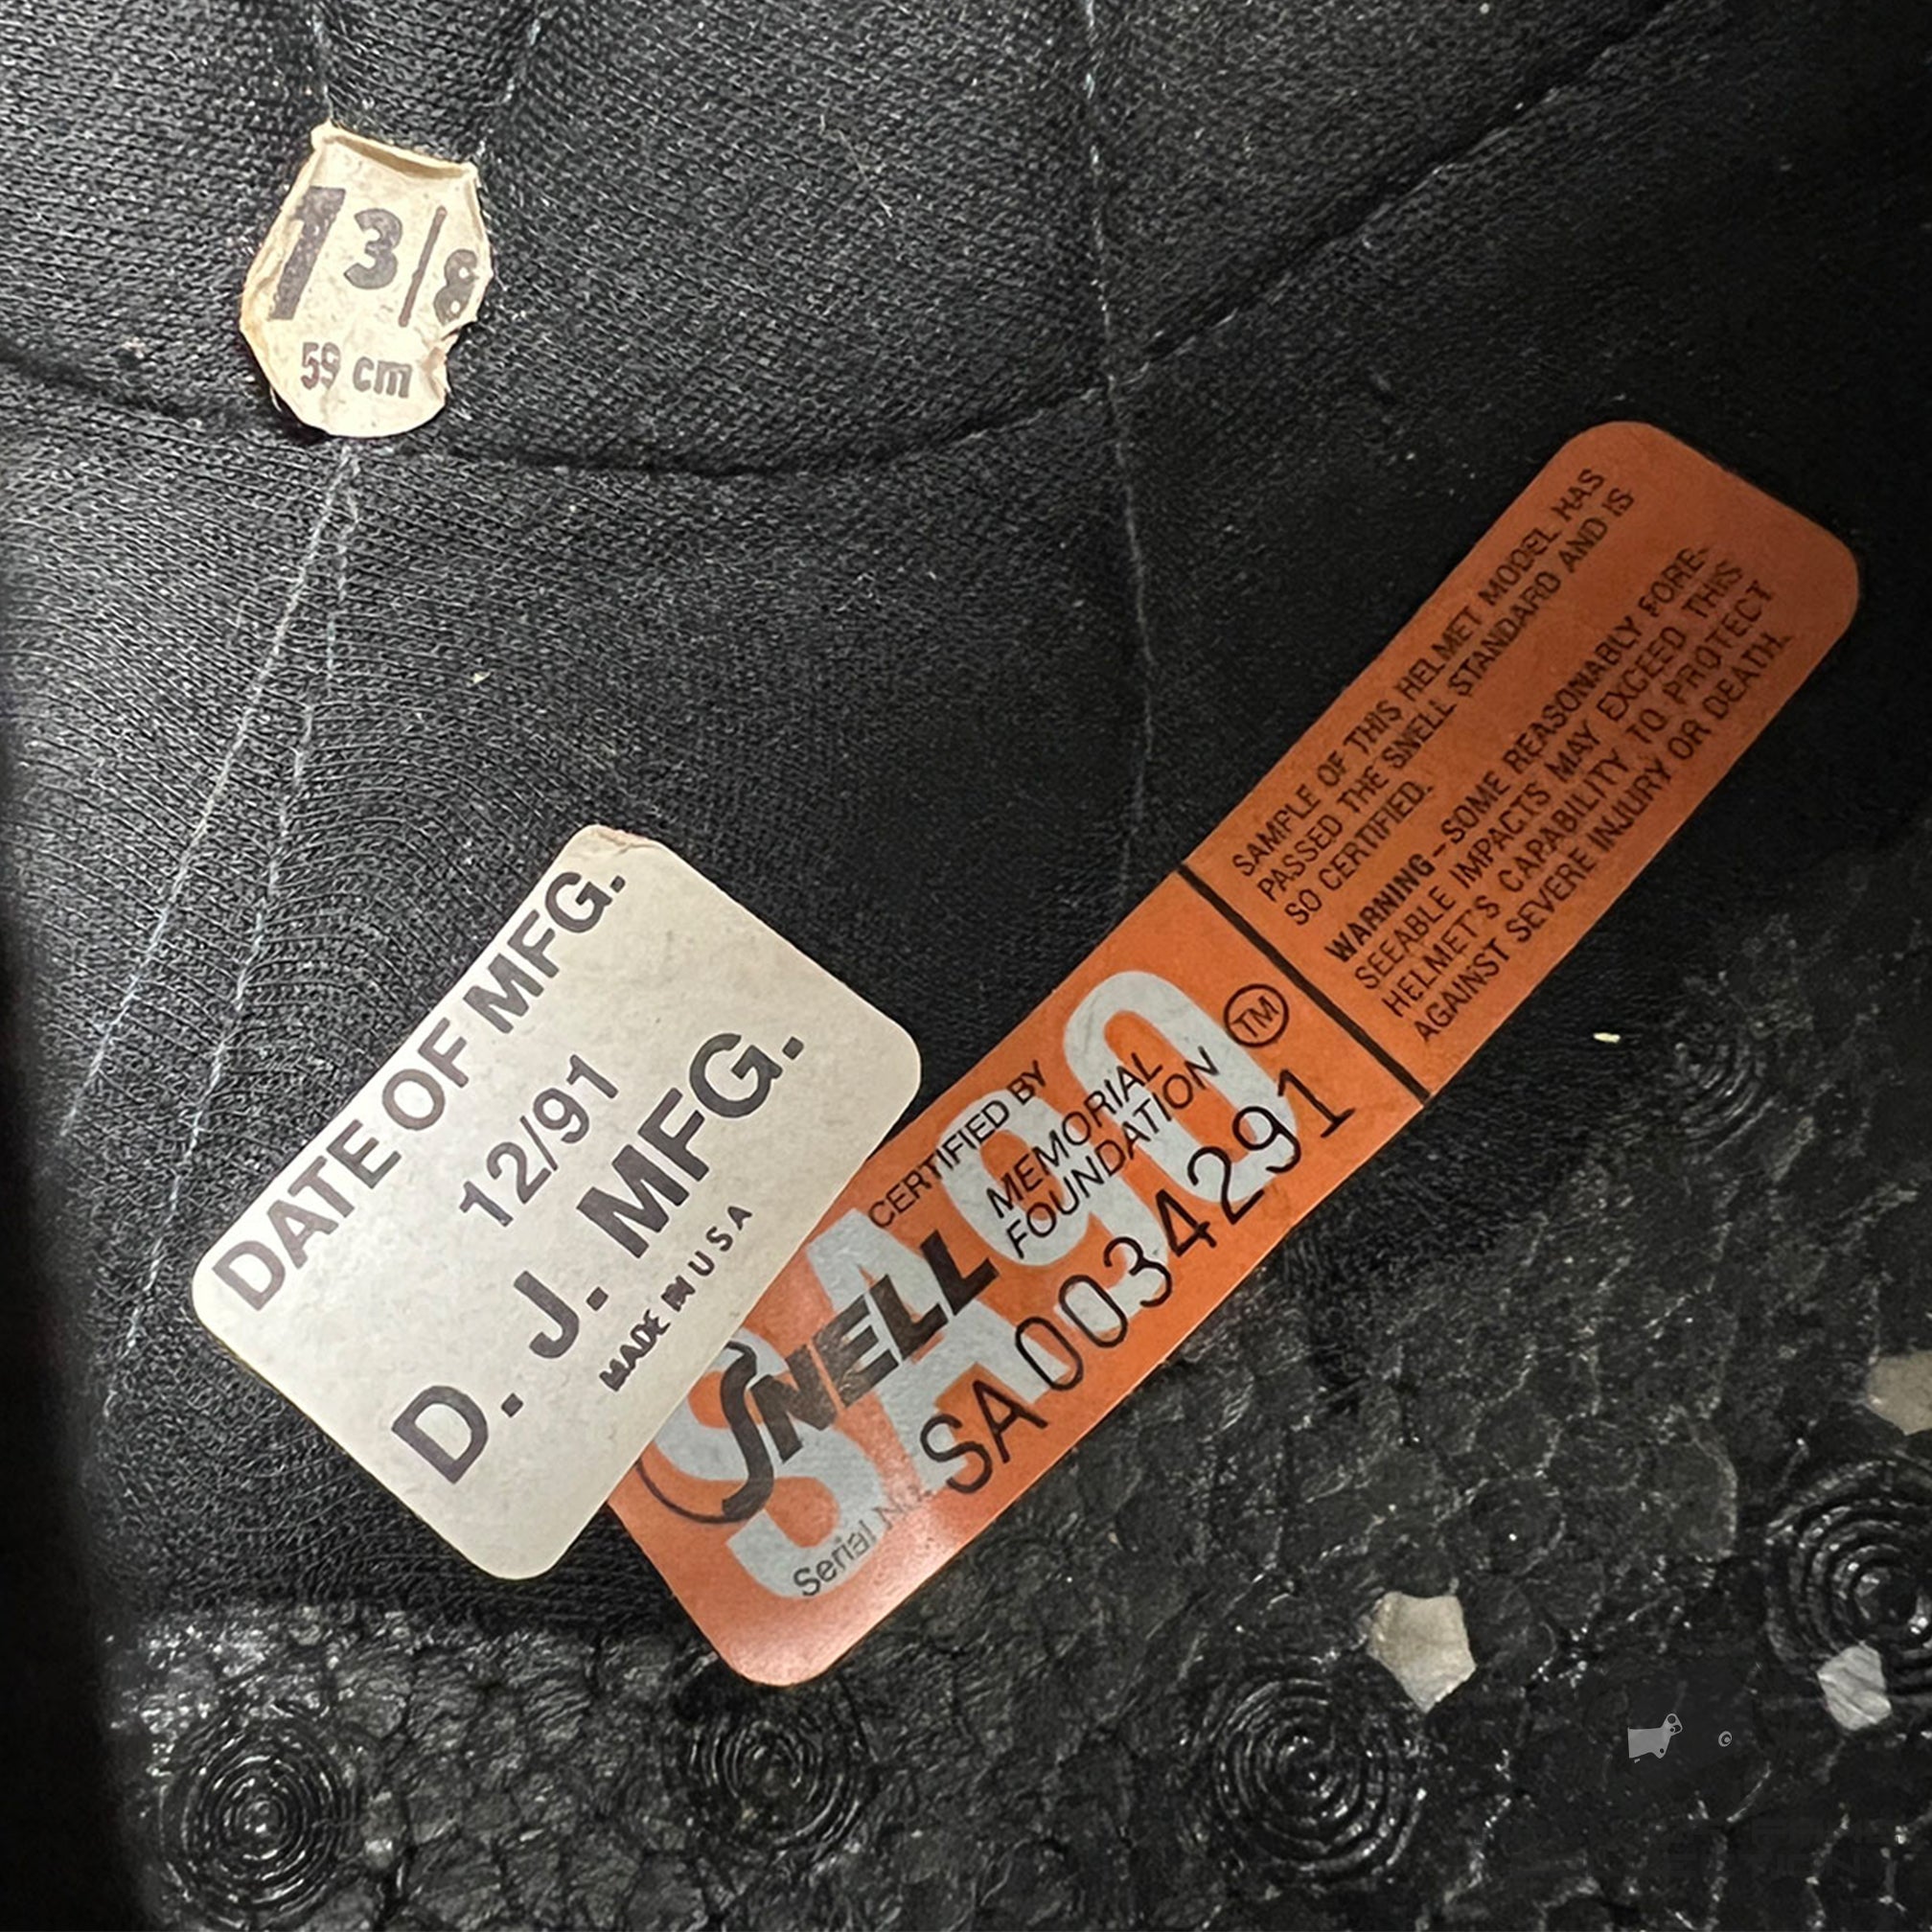 7 3/8
59 cm
DATE OF MFG.
12/91
D. J. MFG.
MADE IN USA
SA90
CERTIFIED BY
SNELL MEMORIAL
FOUNDATION TM
Serial No. SA 0034291
SAMPLE OF THIS HELMET MODEL HAS
PASSED THE SNELL STANDARD AND IS
SO CERTIFIED.
WARNING-SOME REASONABLY FORE-
SEEABLE IMPACTS MAY EXCEED THIS
HELMET'S CAPABILITY TO PROTECT
AGAINST SEVERE INJURY OR DEATH.